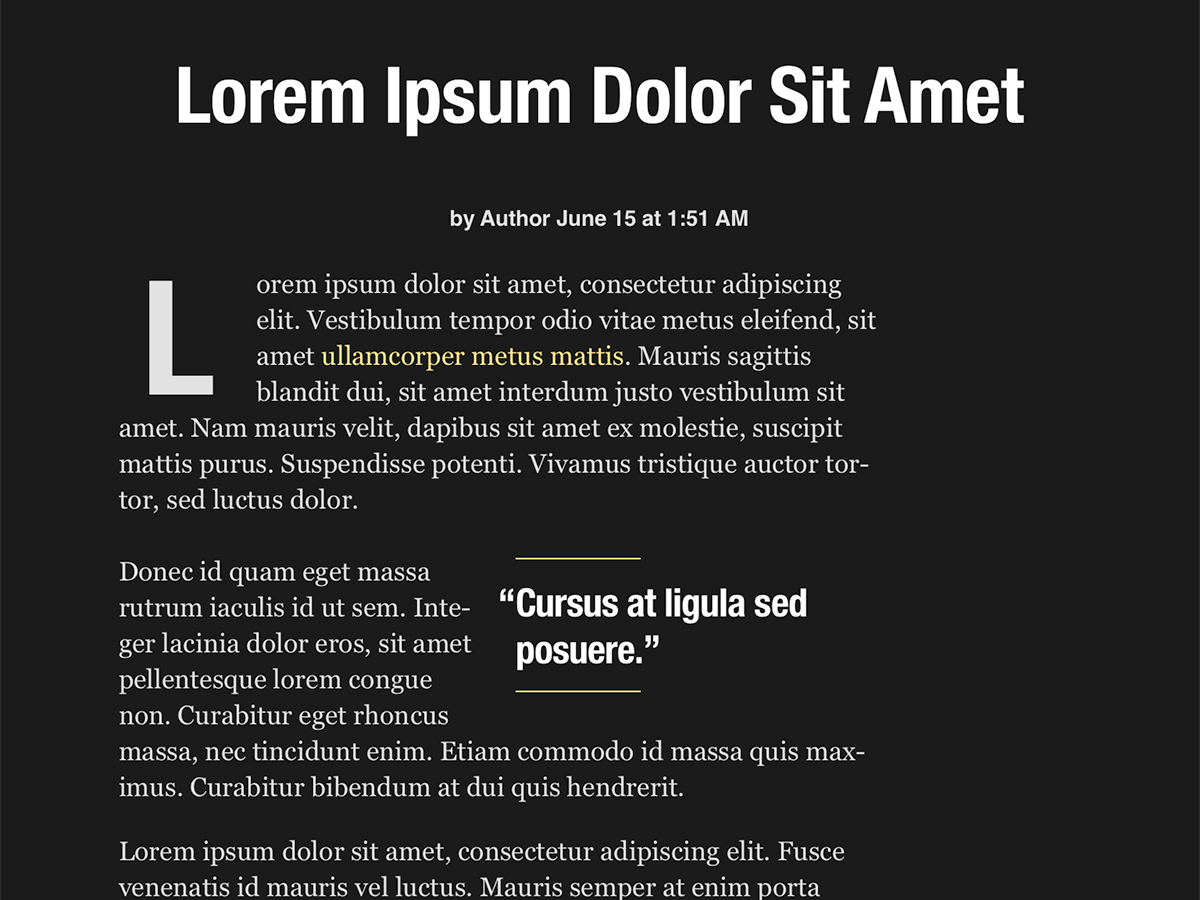 Lorem Ipsum Dolor Sit Amet
by Author June 15 at 1:51 AM
Lorem ipsum dolor sit amet, consectetur adipiscing
elit. Vestibulum tempor odio vitae metus eleifend, sit
amet ullamcorper metus mattis. Mauris sagittis
blandit dui, sit amet interdum justo vestibulum sit
amet. Nam mauris velit, dapibus sit amet ex molestie, suscipit
mattis purus. Suspendisse potenti. Vivamus tristique auctor tor-
tor, sed luctus dolor.
Donec id quam eget massa
rutrum iaculis id ut sem. Inte-
ger lacinia dolor eros, sit amet
pellentesque lorem congue
non. Curabitur eget rhoncus
massa, nec tincidunt enim. Etiam commodo id massa quis max-
imus. Curabitur bibendum at dui quis hendrerit.
“Cursus at ligula sed
posuere.”
Lorem ipsum dolor sit amet, consectetur adipiscing elit. Fusce
venenatis id mauris vel luctus. Mauris semper at enim porta